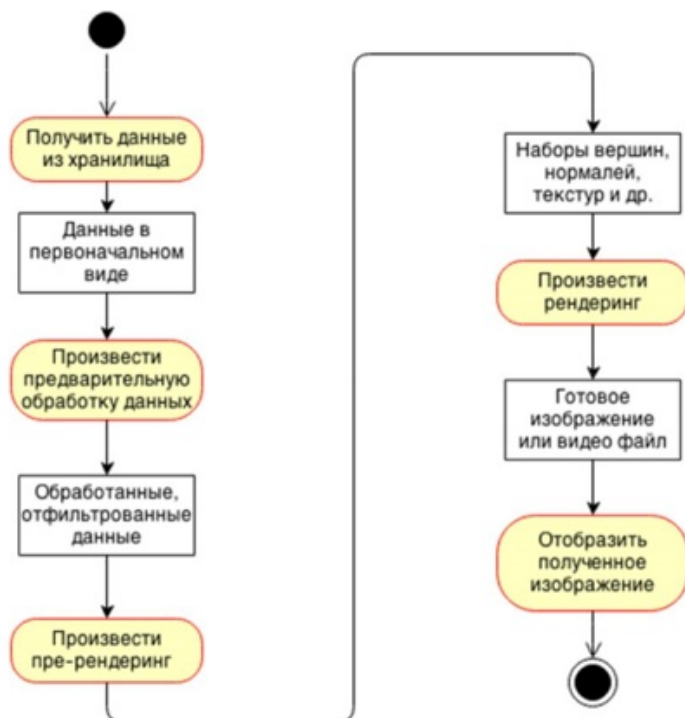 Получить данные
из хранилища
Данные в
первоначальном
виде
Произвести
предварительную
обработку данных
Обработанные,
отфильтрованные
данные
Произвести
пре-рендеринг
Наборы вершин,
нормалей,
текстур и др.
Произвести
рендеринг
Готовое
изображение
или видео файл
Отобразить
полученное
изображение